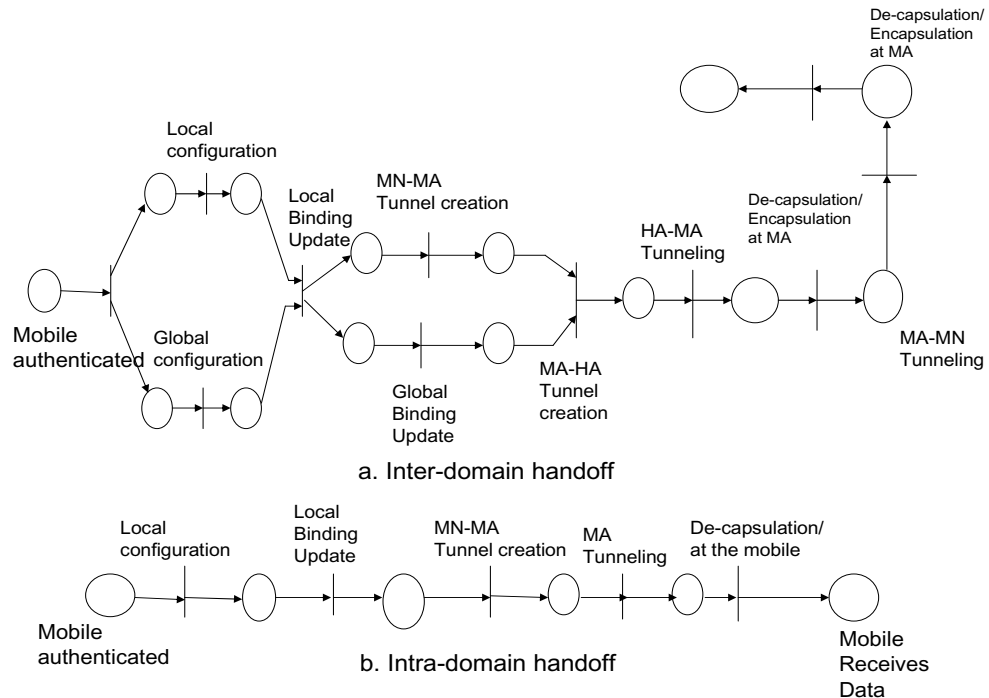 De-capsulation/
Encapsulation
at MA
Local
configuration
Local
Binding
Update
MN-MA
Tunnel creation
De-capsulation/
Encapsulation
at MA
HA-MA
Tunneling
Mobile
authenticated
Global
configuration
Global
Binding
Update
MA-HA
Tunnel
creation
MA-MN
Tunneling
a. Inter-domain handoff
Local
configuration
Local
Binding
Update
MN-MA
Tunnel creation
MA
Tunneling
De-capsulation/
at the mobile
Mobile
authenticated
b. Intra-domain handoff
Mobile
Receives
Data